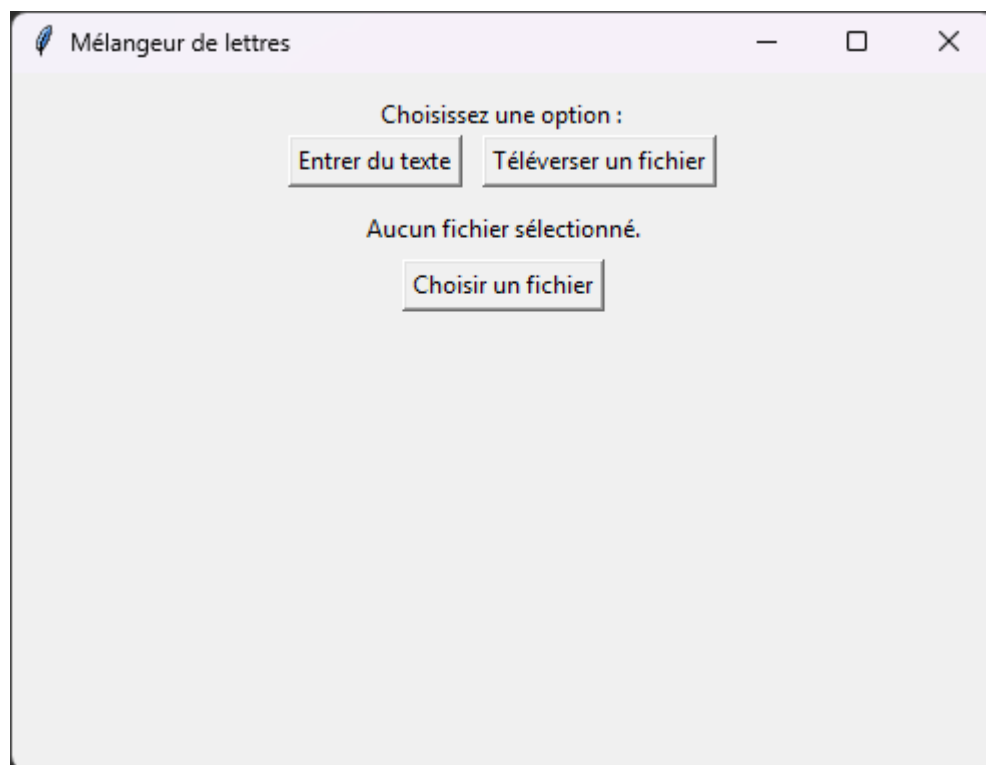 Mélangeur de lettres
Choisissez une option :
Entrer du texte Téléverser un fichier
Aucun fichier sélectionné.
Choisir un fichier